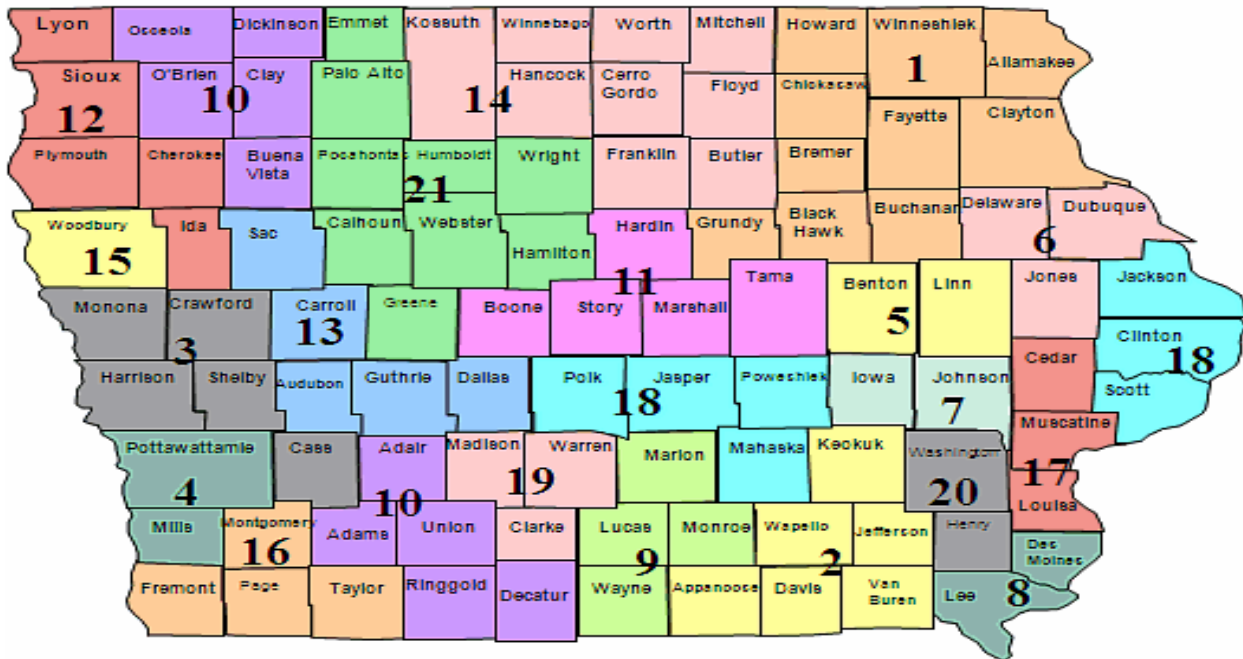 Lyon
Osceola
Dickinson
Emmet
Kossuth
Winnebago
Worth
Mitchell
Howard
Winneshiek
Allamakee
1
Sioux
12
O'Brien
Clay
10
Palo Alto
14
Hancock
Cerro
Gordo
Floyd
Chickasaw
Fayette
Clayton
Plymouth
Cherokee
Buena
Vista
Pocahontas
Humboldt
21
Wright
Franklin
Butler
Bremer
Woodbury
15
Ida
Sac
Calhoun
Webster
Hamilton
Hardin
11
Grundy
Black
Hawk
Buchanan
Delaware
Dubuque
6
Monona
Crawford
3
Carroll
13
Greene
Boone
Story
Marshall
Tama
Benton
5
Linn
Jones
Jackson
Clinton
18
Harrison
Shelby
Audubon
Guthrie
Dallas
Polk
18
Jasper
Poweshiek
Iowa
Johnson
7
Cedar
Scott
Muscatine
17
Pottawattamie
4
Cass
Adair
10
Madison
Warren
19
Marion
Mahaska
Keokuk
Washington
20
Louisa
Mills
Montgomery
16
Adams
Union
Clarke
Lucas
9
Monroe
Wapello
2
Jefferson
Henry
Des
Moines
Fremont
Page
Taylor
Ringgold
Decatur
Wayne
Appanoose
Davis
Van
Buren
Lee
8